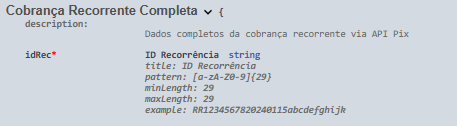 Cobrança Recorrente Completa {
description:
Dados completos da cobrança recorrente via API Pix
idRec* ID Recorrência string
title: ID Recorrência
pattern: [a-zA-Z0-9]{29}
minLength: 29
maxLength: 29
example: RR1234567820240115abcdefghijk